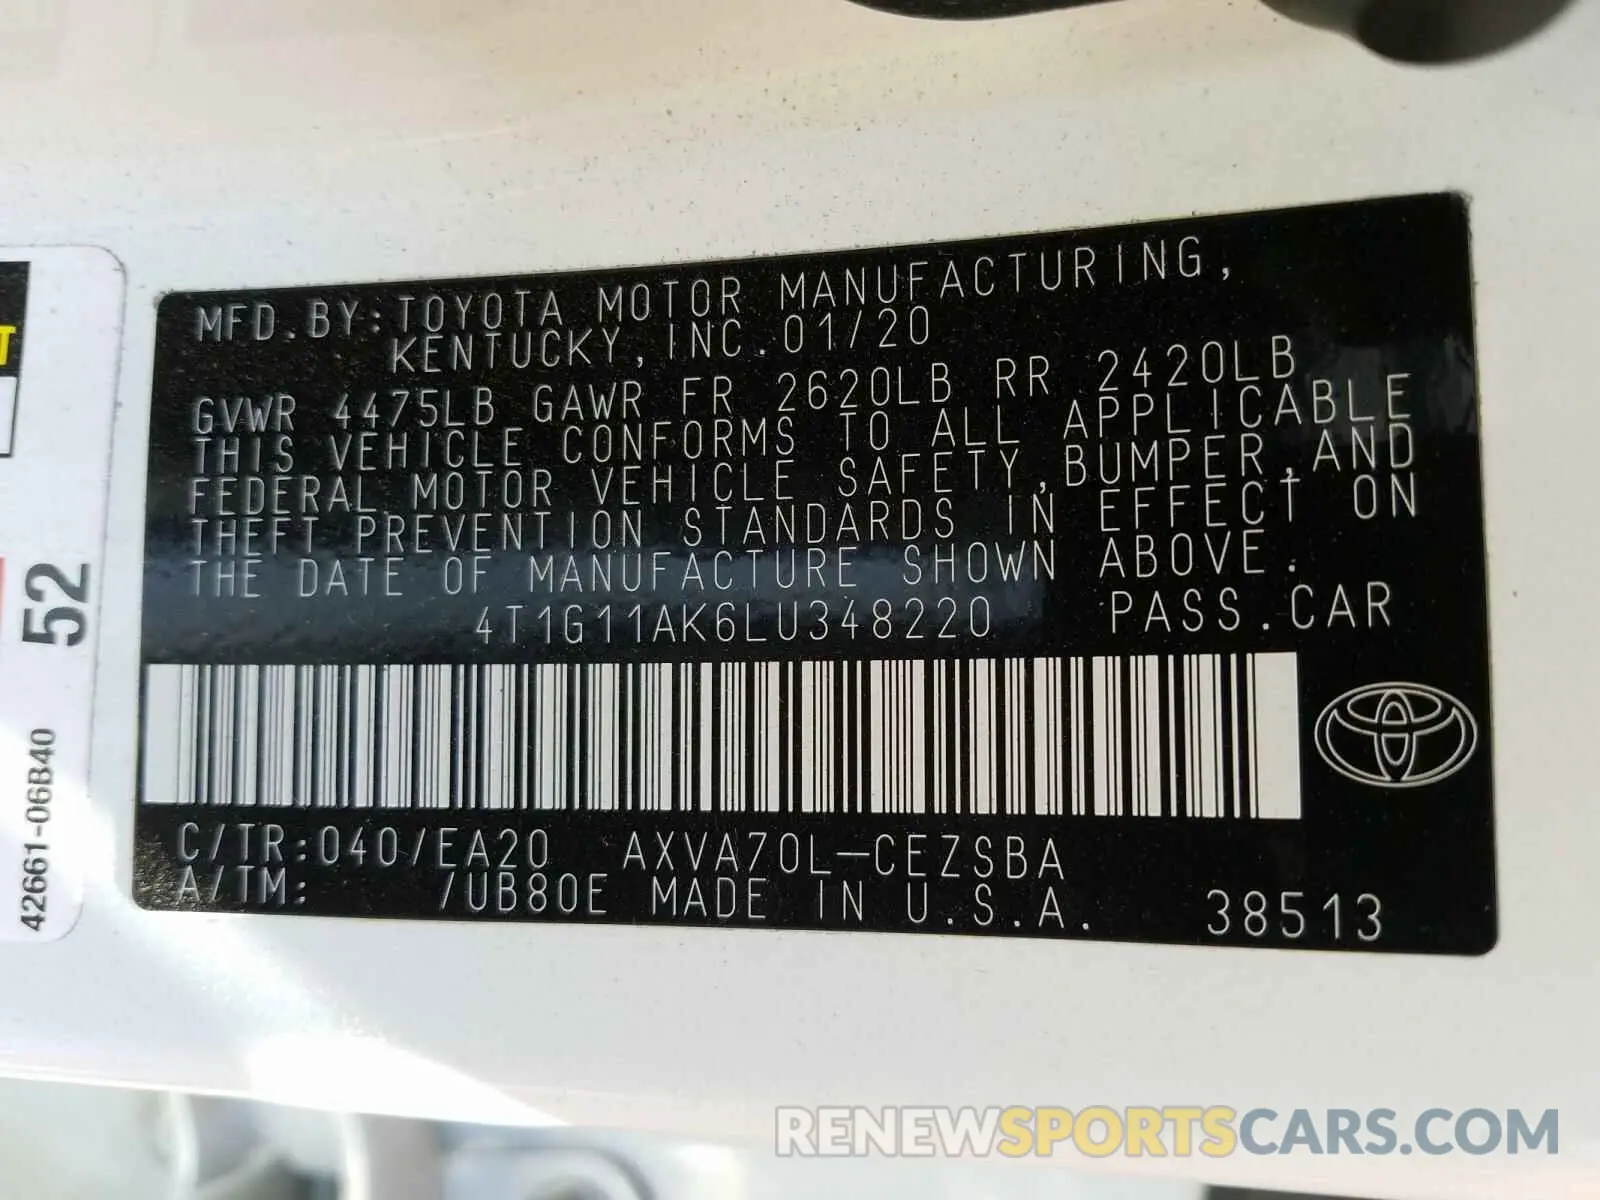 MFD.BY:TOYOTA MOTOR MANUFACTURING,
KENTUCKY,INC.01/20
GVWR 4475LB GAWR FR 2620LB RR 2420LB
THIS VEHICLE CONFORMS TO ALL APPLICABLE
FEDERAL MOTOR VEHICLE SAFETY,BUMPER,AND
THEFT PREVENTION STANDARDS IN EFFECT ON
THE DATE OF MANUFACTURE SHOWN ABOVE.
4T1G11AK6LU348220 PASS.CAR
C/TR:040/EA20 AXVA70L-CEZSBA
A/TM: /UB80E MADE IN U.S.A. 38513
T
52
42661-06B40
RENEWSPORTSCARS.COM